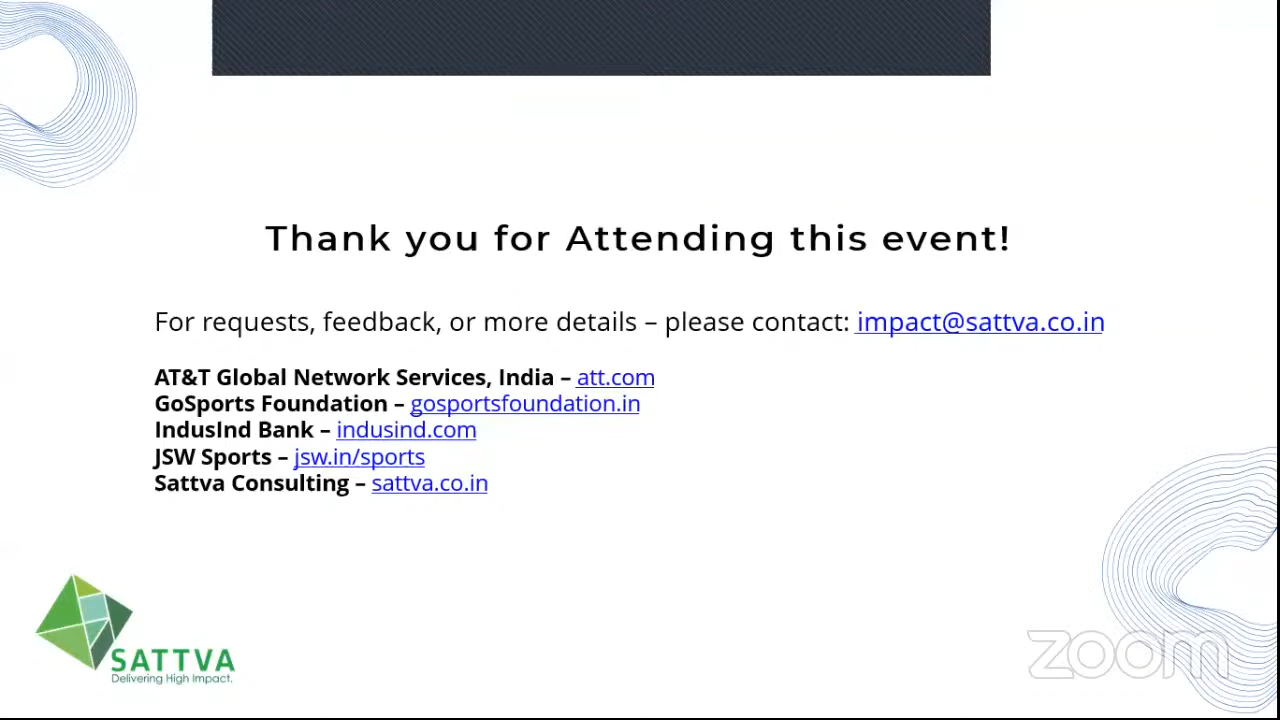 Thank you for Attending this event!
For requests, feedback, or more details – please contact: impact@sattva.co.in
AT&T Global Network Services, India – att.com
GoSports Foundation – gosportsfoundation.in
IndusInd Bank – indusind.com
JSW Sports – jsw.in/sports
Sattva Consulting – sattva.co.in
SATTVA
Delivering High Impact.
zoom